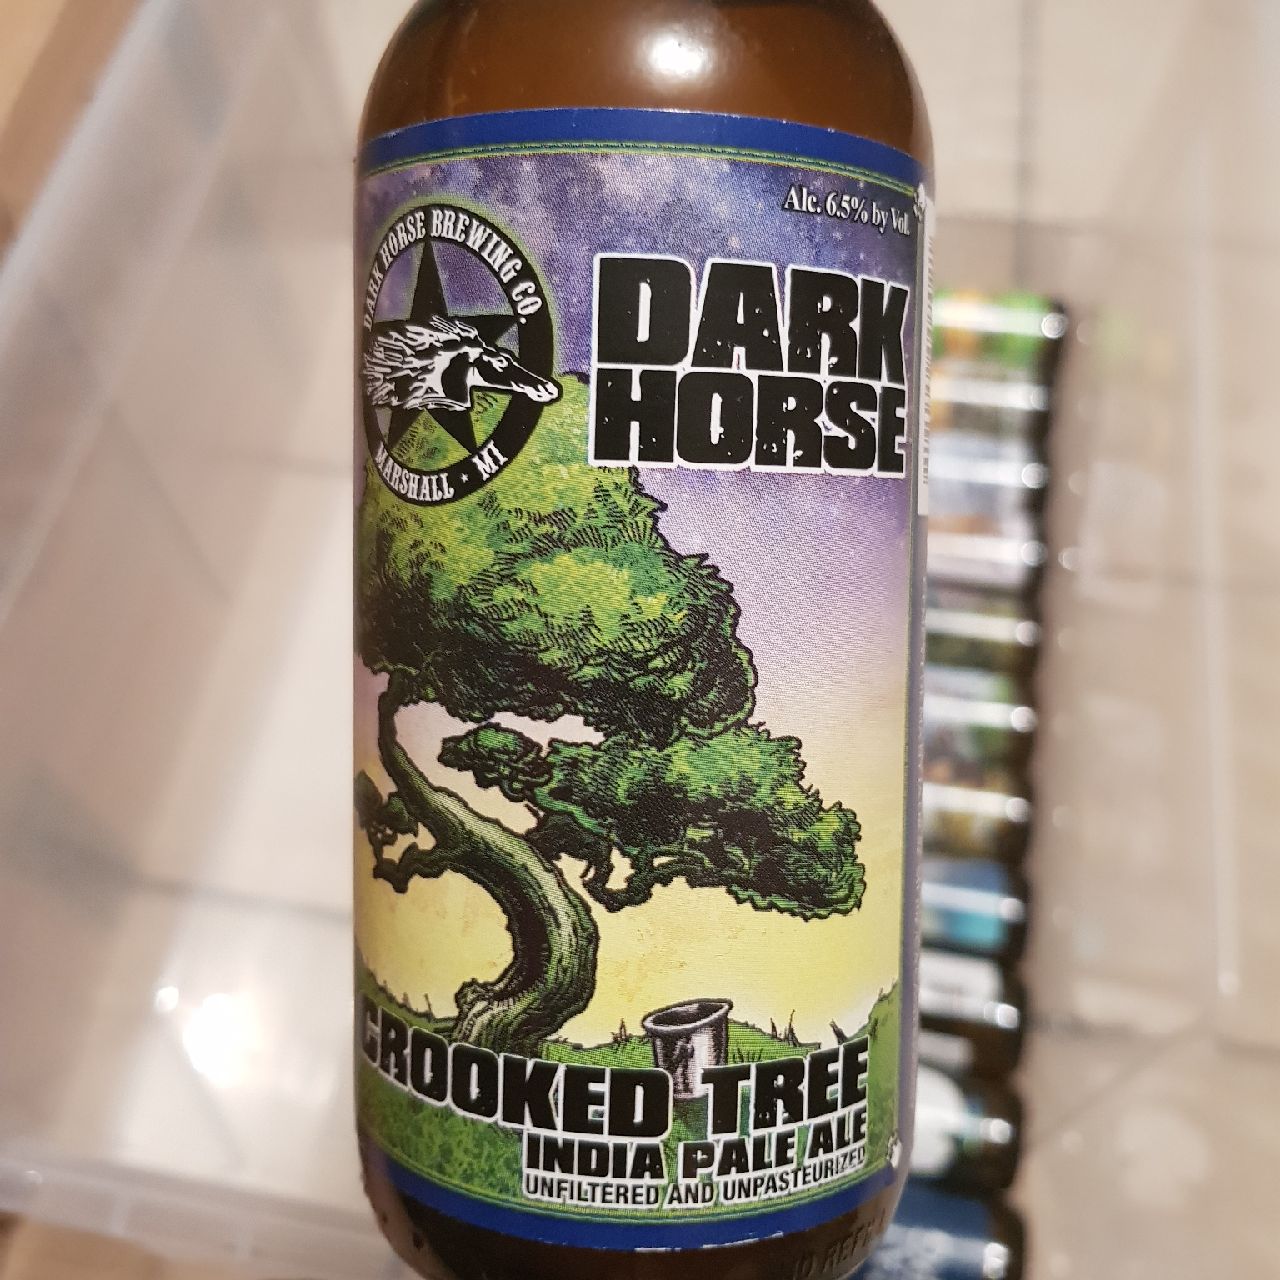 Alc. 6.5% by Vol.
DARK HORSE BREWING CO.
MARSHALL · MI
DARK
HORSE
CROOKED TREE
INDIA PALE ALE
UNFILTERED AND UNPASTEURIZED